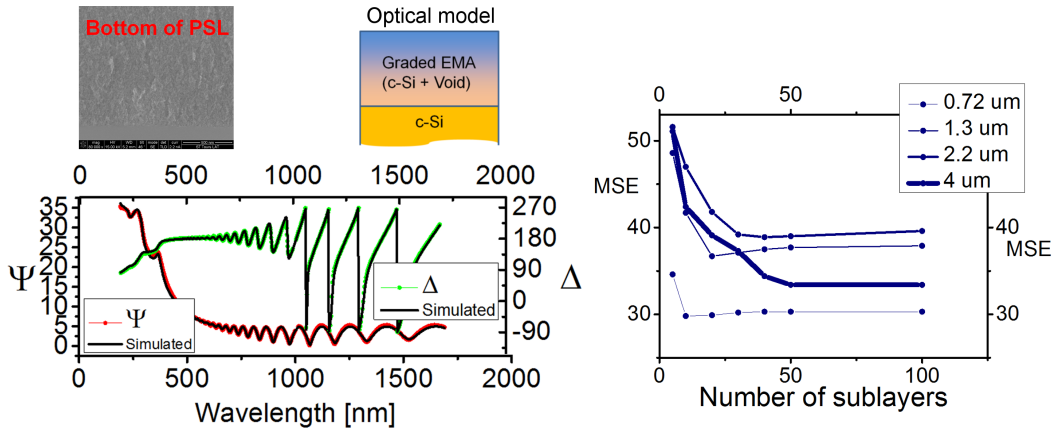 Bottom of PSL
Optical model
Graded EMA
(c-Si + Void)
c-Si
0 500 1000 1500 2000
35
30
25
20
15
10
5
0
Ψ
270
180
90
0
-90
Δ
Ψ
Simulated
Δ
Simulated
0 500 1000 1500 2000
Wavelength [nm]
0 50
0.72 um
1.3 um
2.2 um
4 um
50
40
30
MSE
40
30
MSE
0 50 100
Number of sublayers